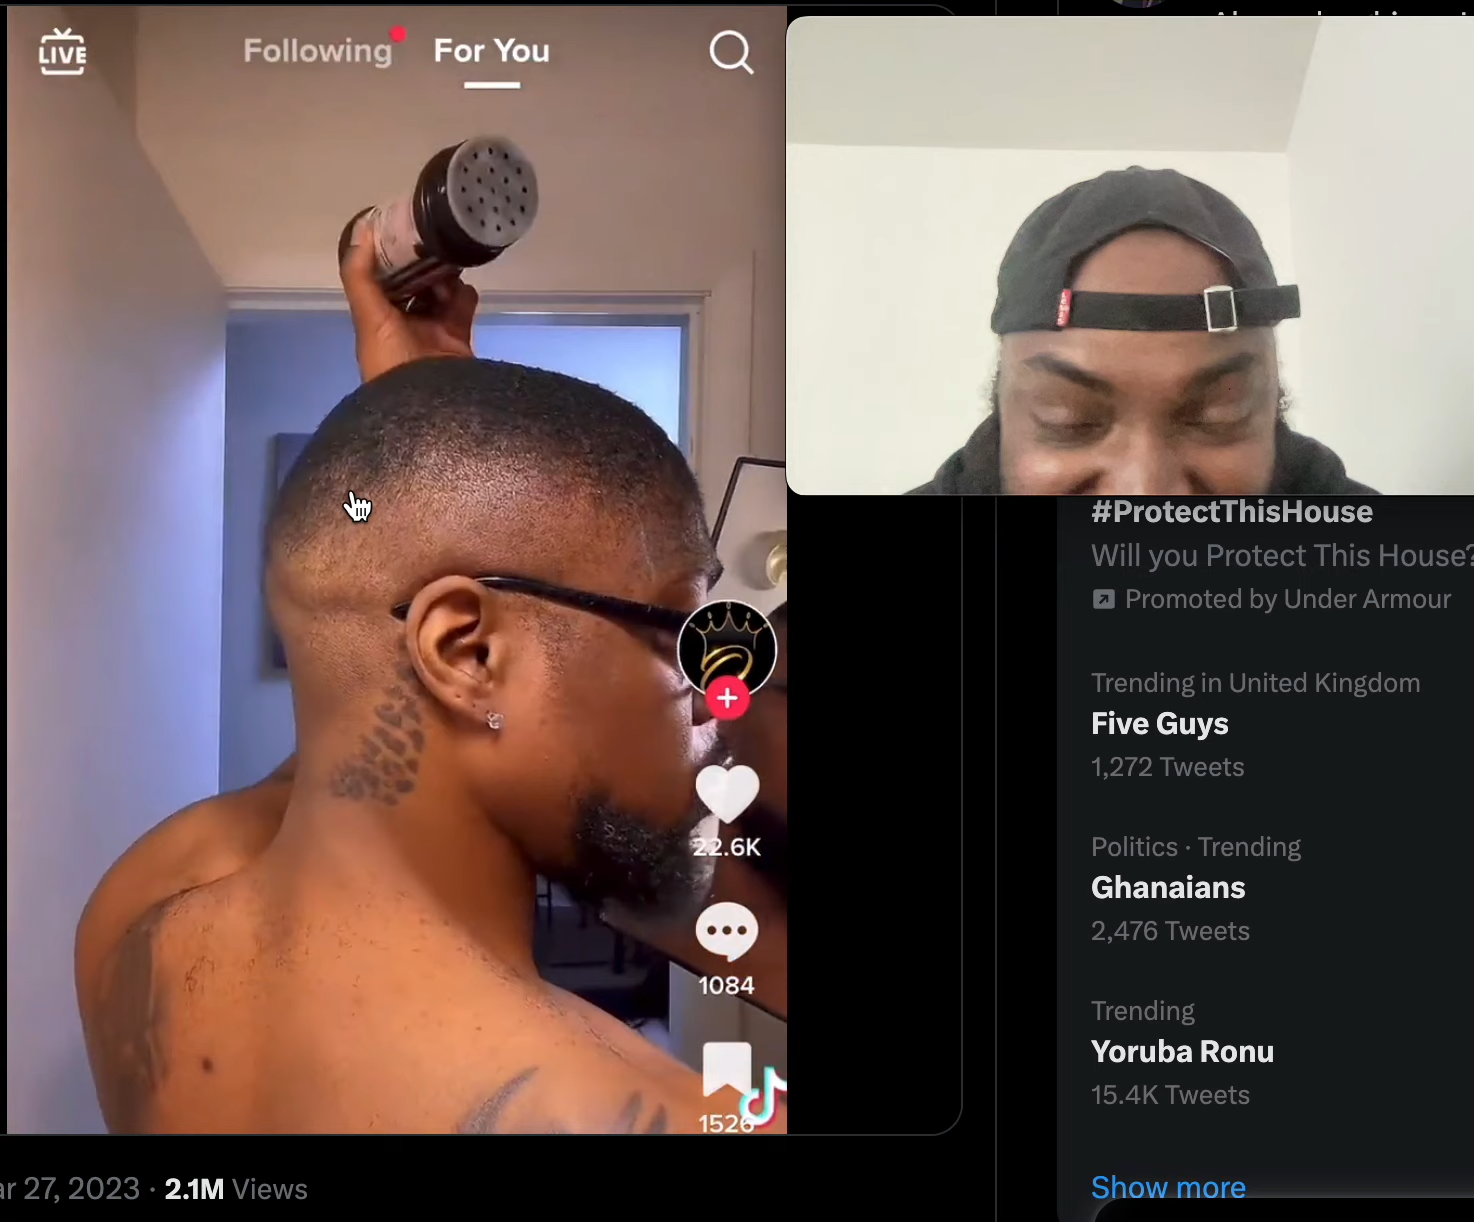 LIVE
Following
For You
22.6K
1084
1526
ar 27, 2023 · 2.1M Views
#ProtectThisHouse
Will you Protect This House?
Promoted by Under Armour
Trending in United Kingdom
Five Guys
1,272 Tweets
Politics · Trending
Ghanaians
2,476 Tweets
Trending
Yoruba Ronu
15.4K Tweets
Show more